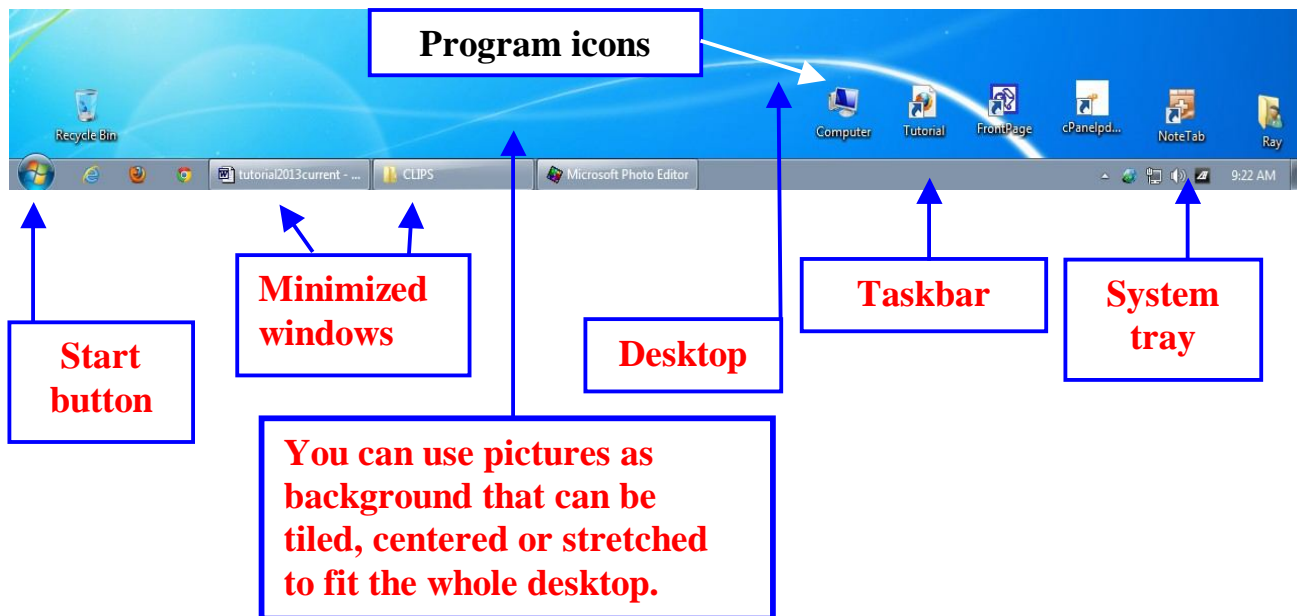 Program icons
Recycle Bin
Computer
Tutorial
FrontPage
cPanelpd...
NoteTab
Ray
tutorial2013current - ...
CLIPS
Microsoft Photo Editor
9:22 AM
Minimized
windows
Taskbar
System
tray
Start
button
Desktop
You can use pictures as
background that can be
tiled, centered or stretched
to fit the whole desktop.